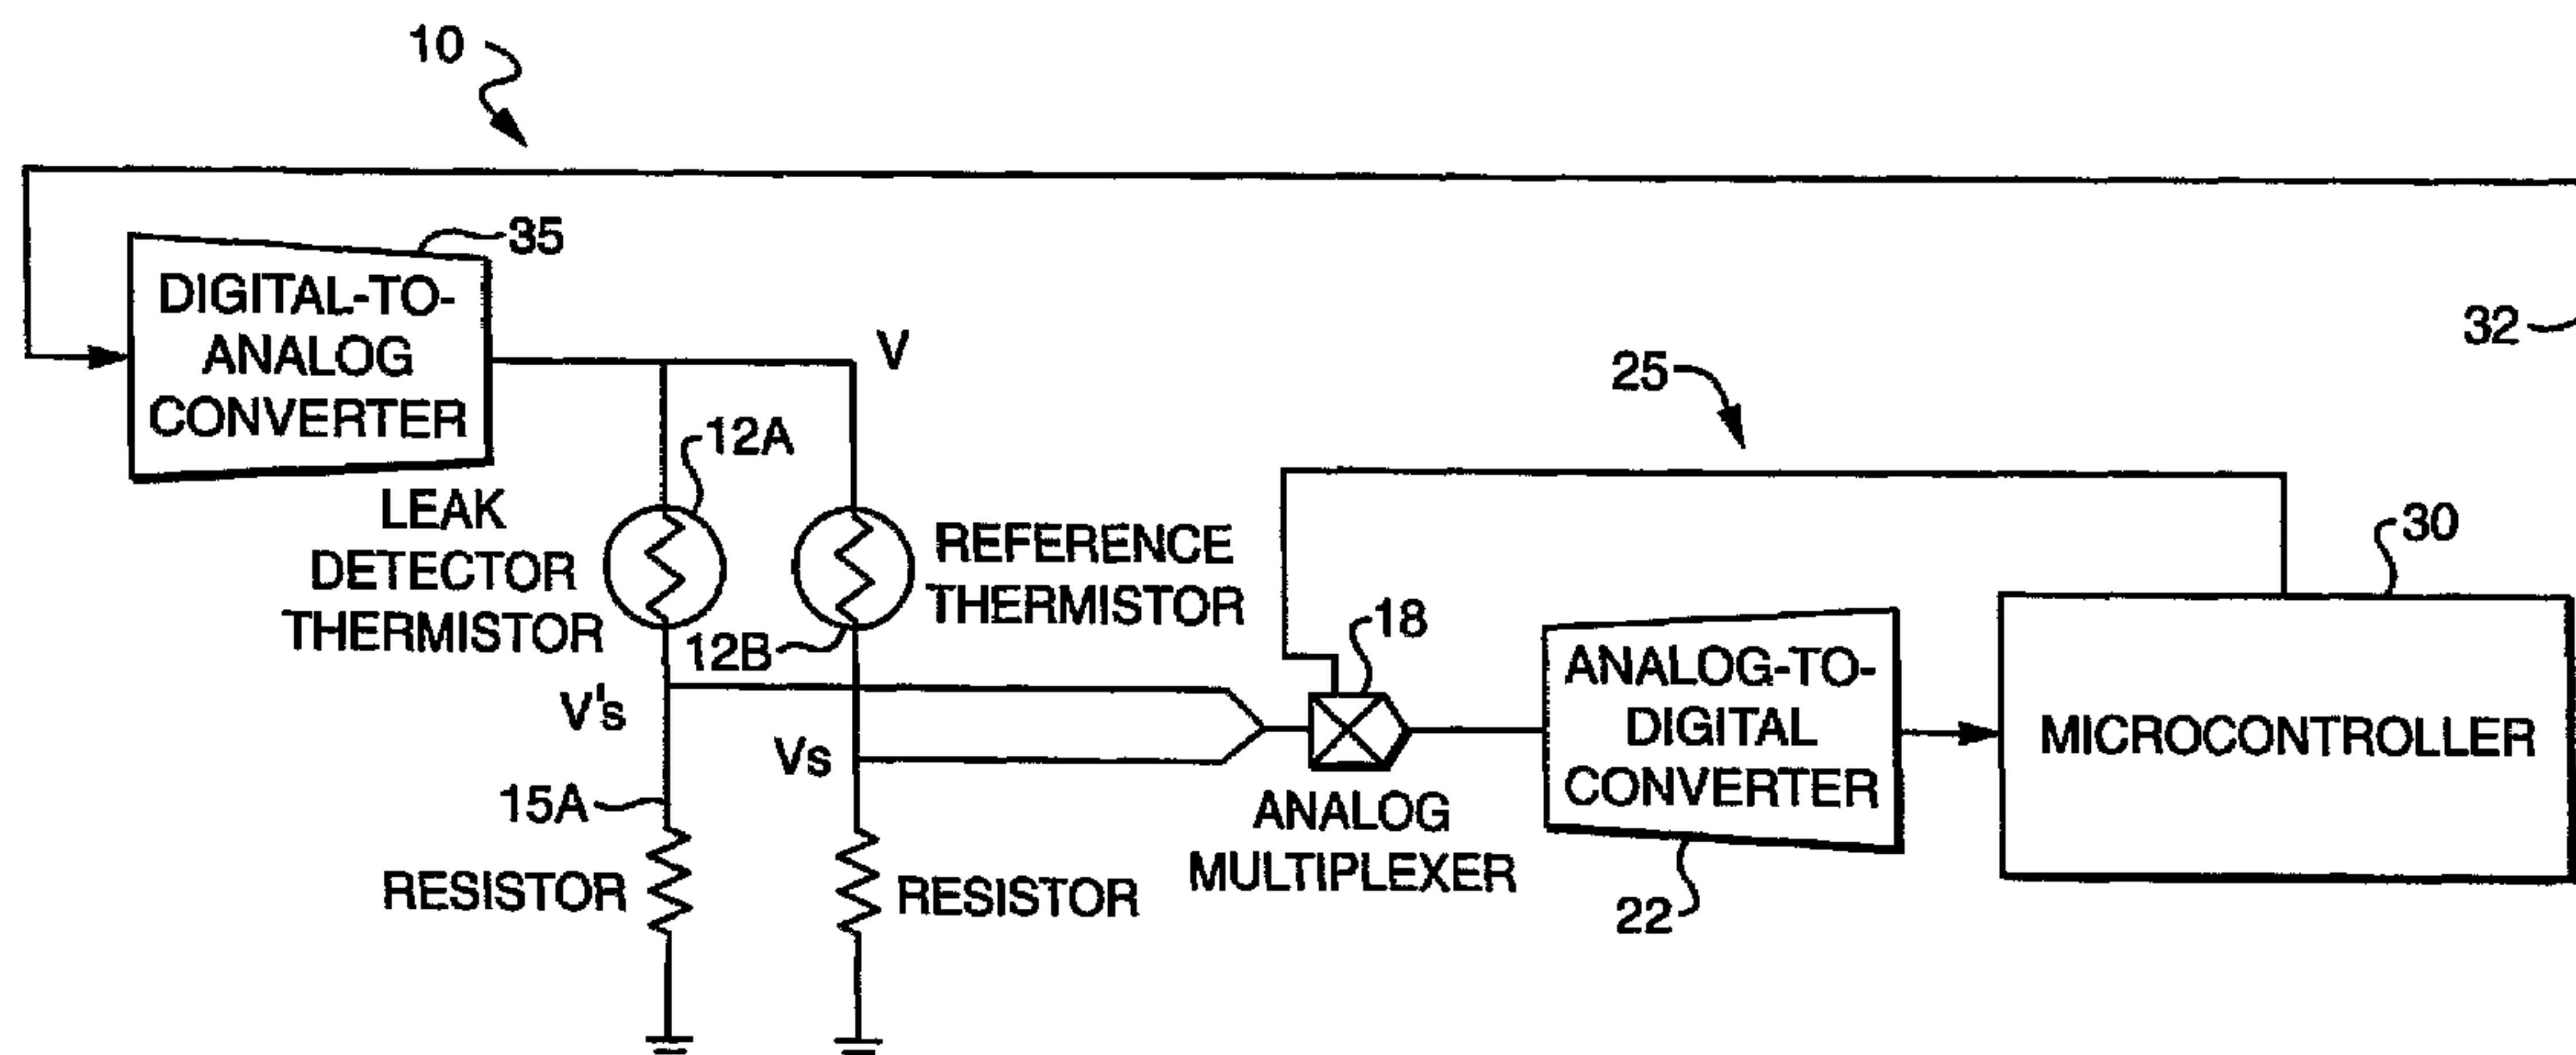 10
35
DIGITAL-TO-
ANALOG
CONVERTER
V
32
25
12A
LEAK
DETECTOR
THERMISTOR
REFERENCE
THERMISTOR
12B
30
18
V's
Vs
ANALOG-TO-
DIGITAL
CONVERTER
MICROCONTROLLER
15A
ANALOG
MULTIPLEXER
RESISTOR
RESISTOR
22